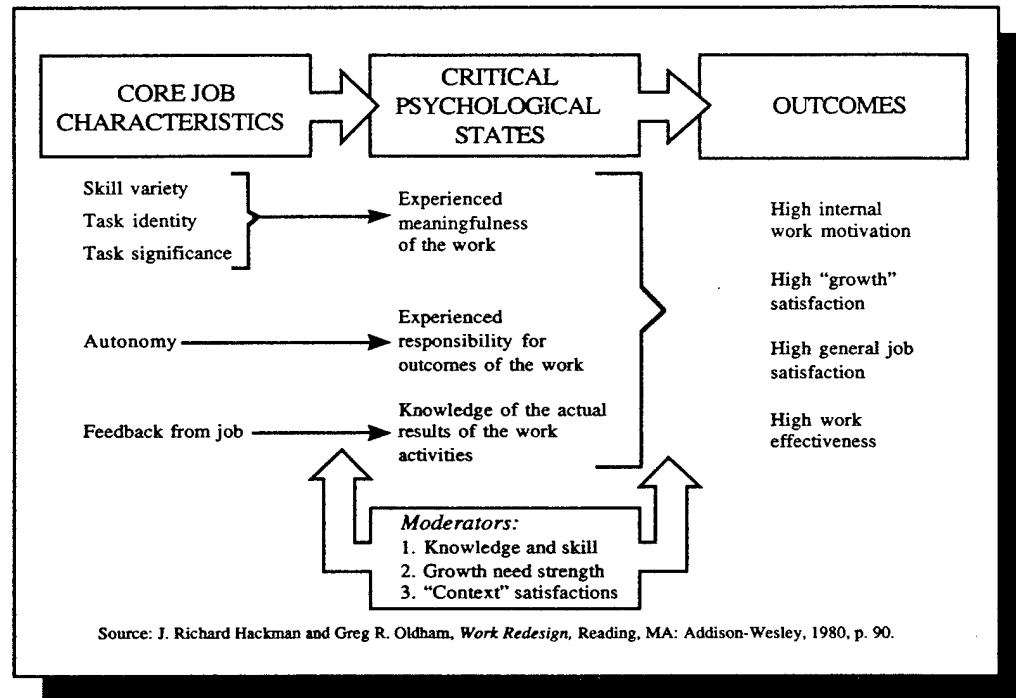 CORE JOB
CHARACTERISTICS
CRITICAL
PSYCHOLOGICAL
STATES
OUTCOMES
Skill variety
Task identity
Task significance
Experienced
meaningfulness
of the work
High internal
work motivation
High “growth”
satisfaction
Autonomy
Experienced
responsibility for
outcomes of the work
High general job
satisfaction
Feedback from job
Knowledge of the actual
results of the work
activities
High work
effectiveness
Moderators:
1. Knowledge and skill
2. Growth need strength
3. “Context” satisfactions
Source: J. Richard Hackman and Greg R. Oldham, Work Redesign, Reading, MA: Addison-Wesley, 1980, p. 90.